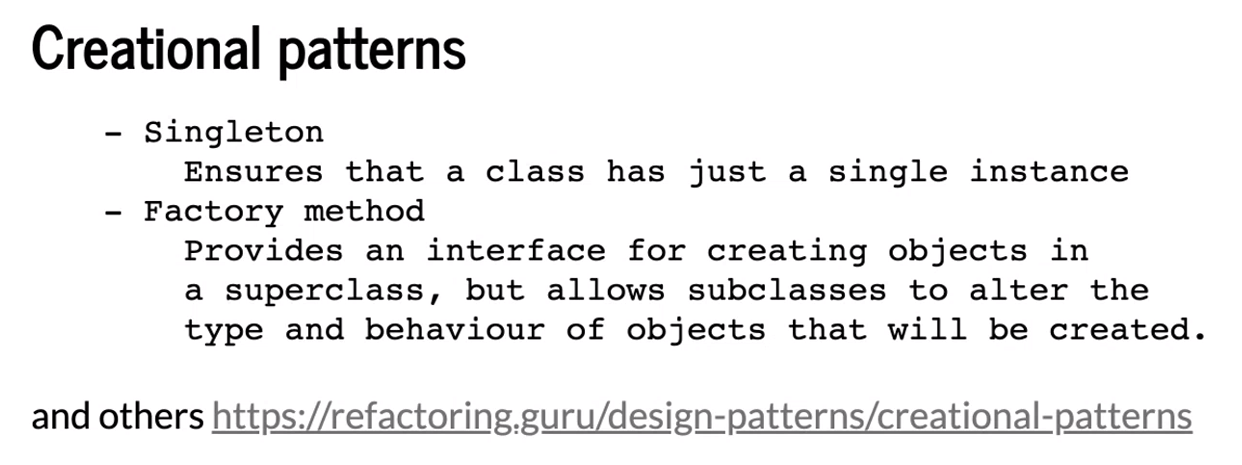 Creational patterns
- Singleton
Ensures that a class has just a single instance
- Factory method
Provides an interface for creating objects in
a superclass, but allows subclasses to alter the
type and behaviour of objects that will be created.
and others https://refactoring.guru/design-patterns/creational-patterns